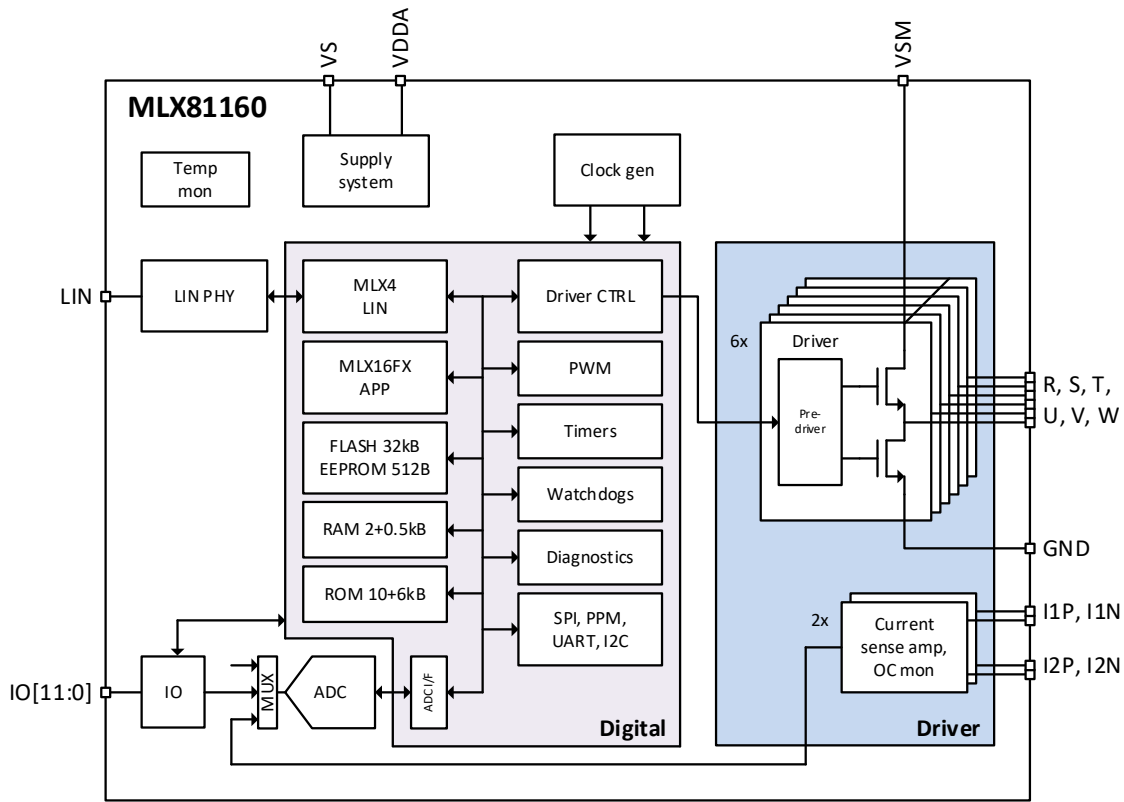 VS
VDDA
VSM
MLX81160
Temp
mon
Supply
system
Clock gen
LIN
LIN PHY
MLX4
LIN
Driver CTRL
MLX16FX
APP
PWM
FLASH 32kB
EEPROM 512B
Timers
Watchdogs
RAM 2+0.5kB
Diagnostics
ROM 10+6kB
SPI, PPM,
UART, I2C
6x
Driver
Pre-
driver
R, S, T,
U, V, W
GND
2x
Current
sense amp,
OC mon
I1P, I1N
I2P, I2N
IO[11:0]
IO
MUX
ADC
ADC I/F
Digital
Driver